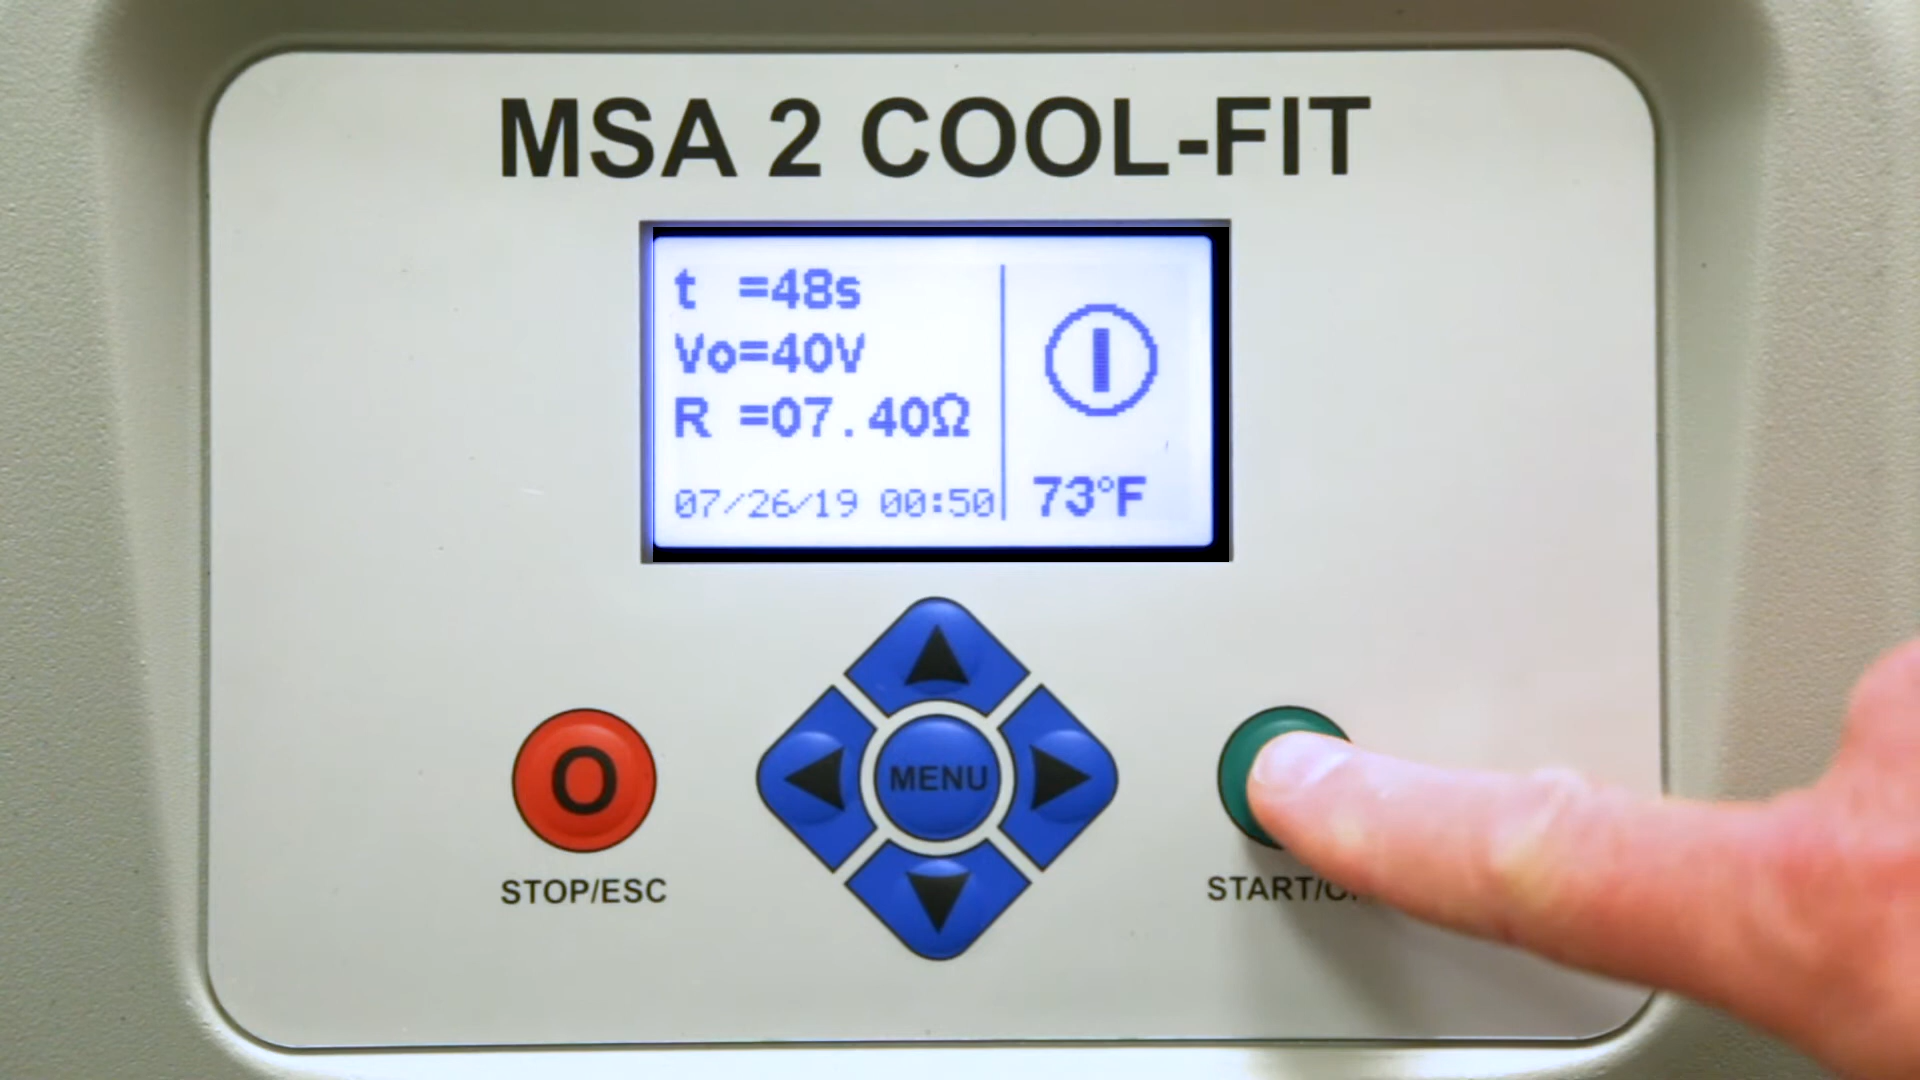 MSA 2 COOL-FIT
t =48s
Vo=40V
R =07.40Ω
07/26/19 00:50
73°F
MENU
O
STOP/ESC
START/